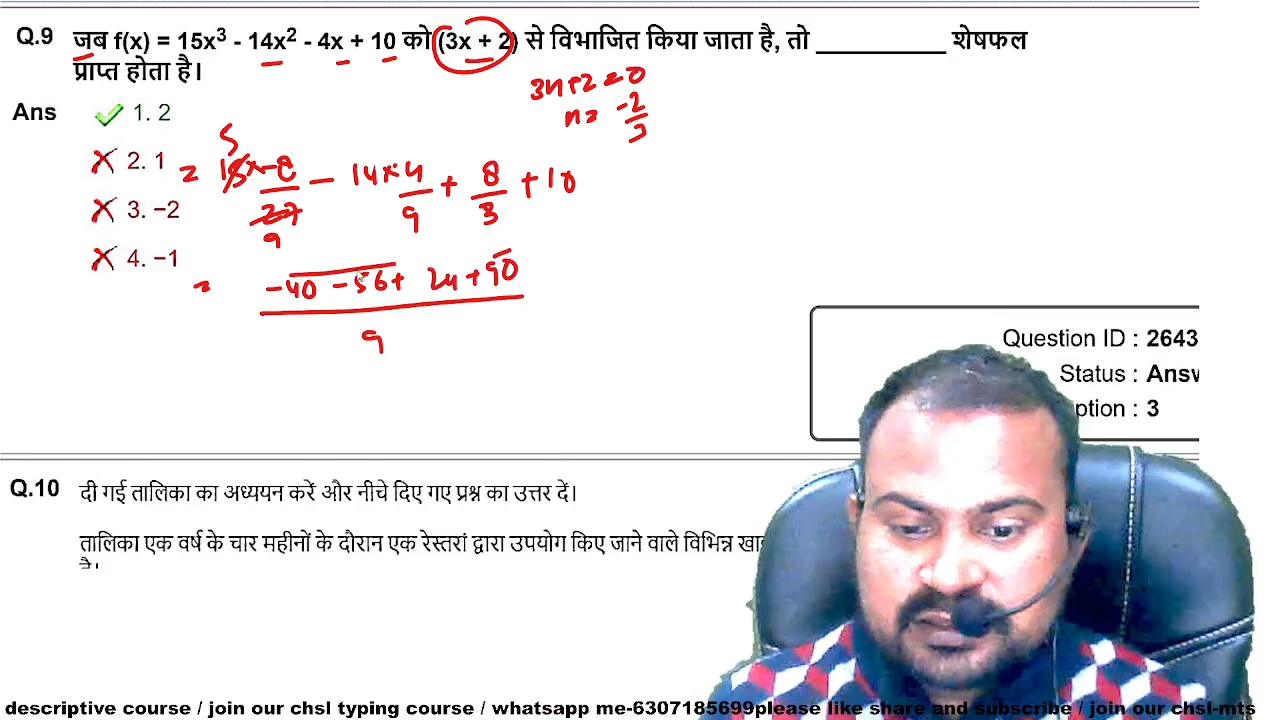 Q.9 जब f(x) = 15x³ - 14x² - 4x + 10 को (3x + 2) से विभाजित किया जाता है, तो __________ शेषफल
प्राप्त होता है।
3x+2=0
x = -2/3
Ans 1. 2
2. 1
3. −2
4. −1
= 15x-8/27 - 14x4/9 + 8/3 + 10
5
9
= -40 -56+ 24+90
9
Question ID : 2643
Status : Answ
ption : 3
Q.10 दी गई तालिका का अध्ययन करें और नीचे दिए गए प्रश्न का उत्तर दें।
तालिका एक वर्ष के चार महीनों के दौरान एक रेस्तरां द्वारा उपयोग किए जाने वाले विभिन्न खा
है।
descriptive course / join our chsl typing course / whatsapp me-6307185699please like share and subscribe / join our chsl-mts